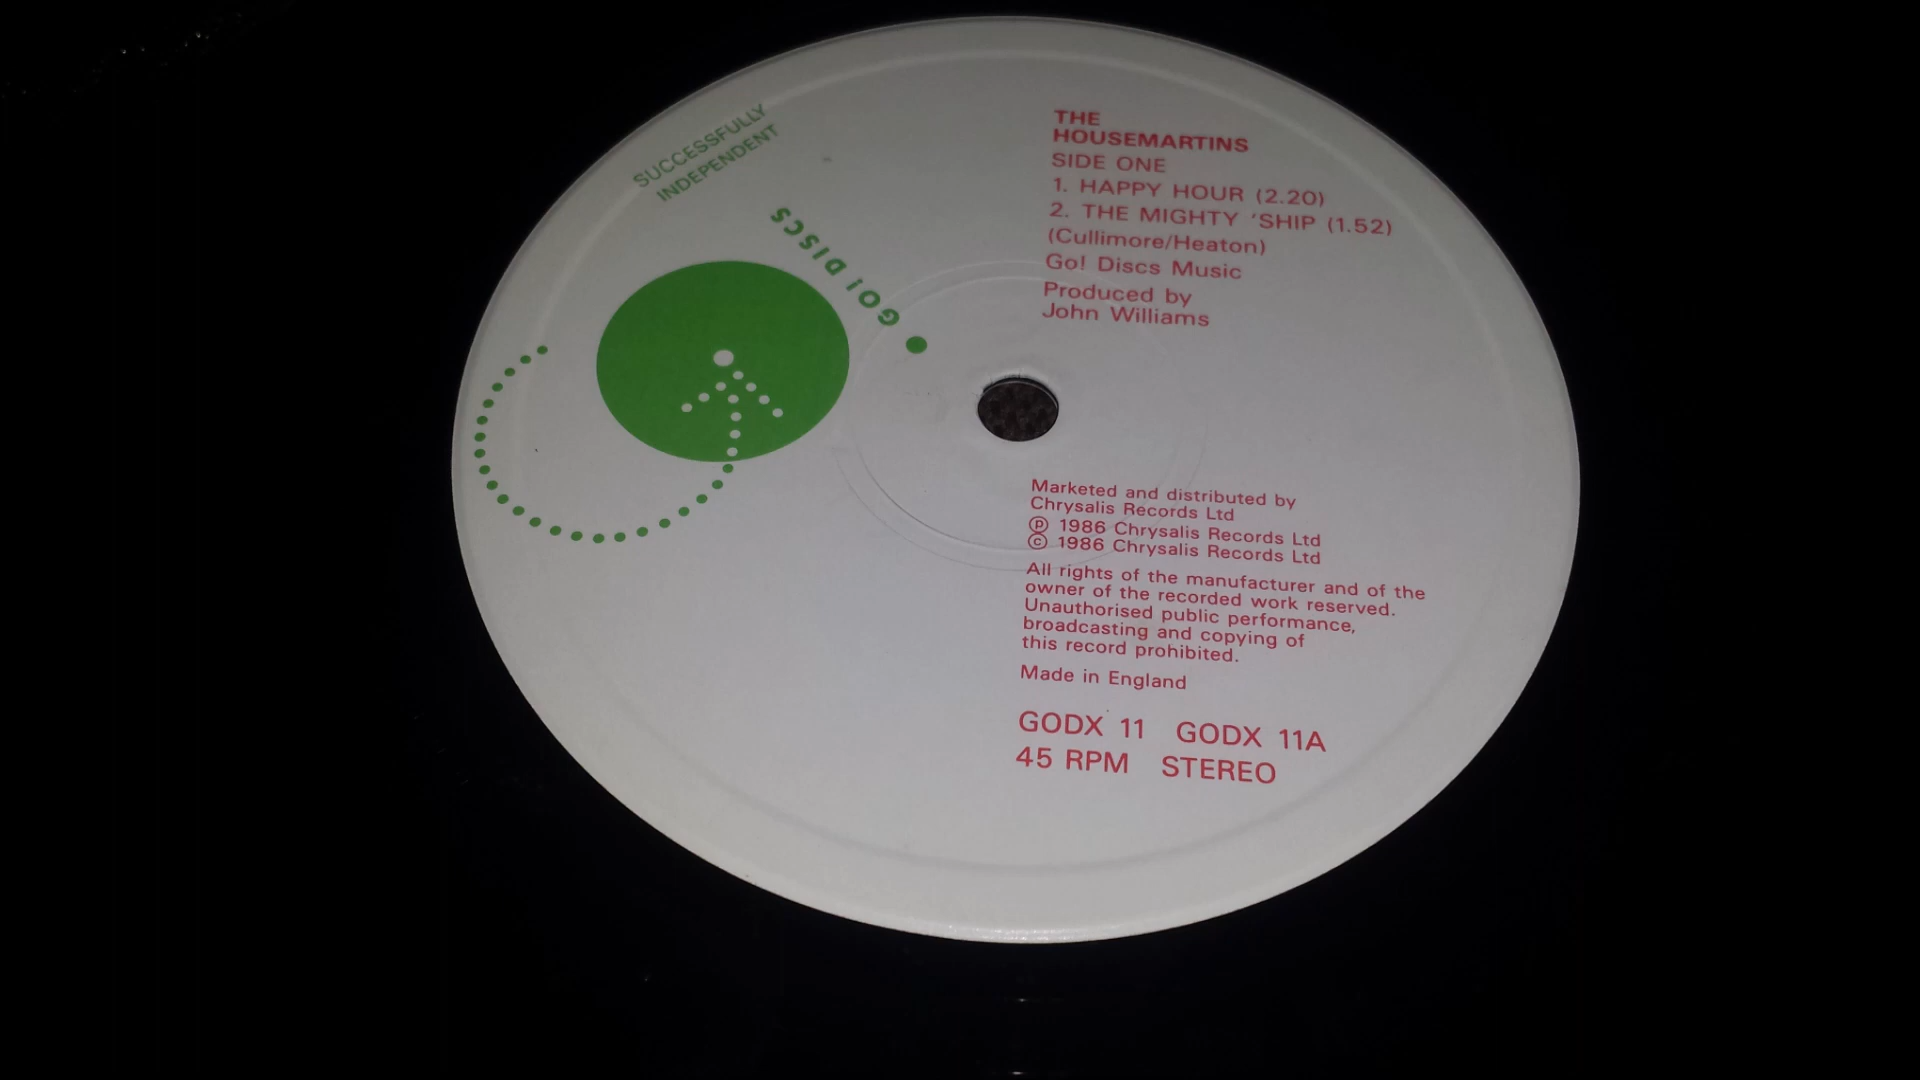 SUCCESSFULLY
INDEPENDENT
GO! DISCS
THE
HOUSEMARTINS
SIDE ONE
1. HAPPY HOUR (2.20)
2. THE MIGHTY 'SHIP (1.52)
(Cullimore/Heaton)
Go! Discs Music
Produced by
John Williams
Marketed and distributed by
Chrysalis Records Ltd
℗ 1986 Chrysalis Records Ltd
© 1986 Chrysalis Records Ltd
All rights of the manufacturer and of the
owner of the recorded work reserved.
Unauthorised public performance,
broadcasting and copying of
this record prohibited.
Made in England
GODX 11 GODX 11A
45 RPM STEREO